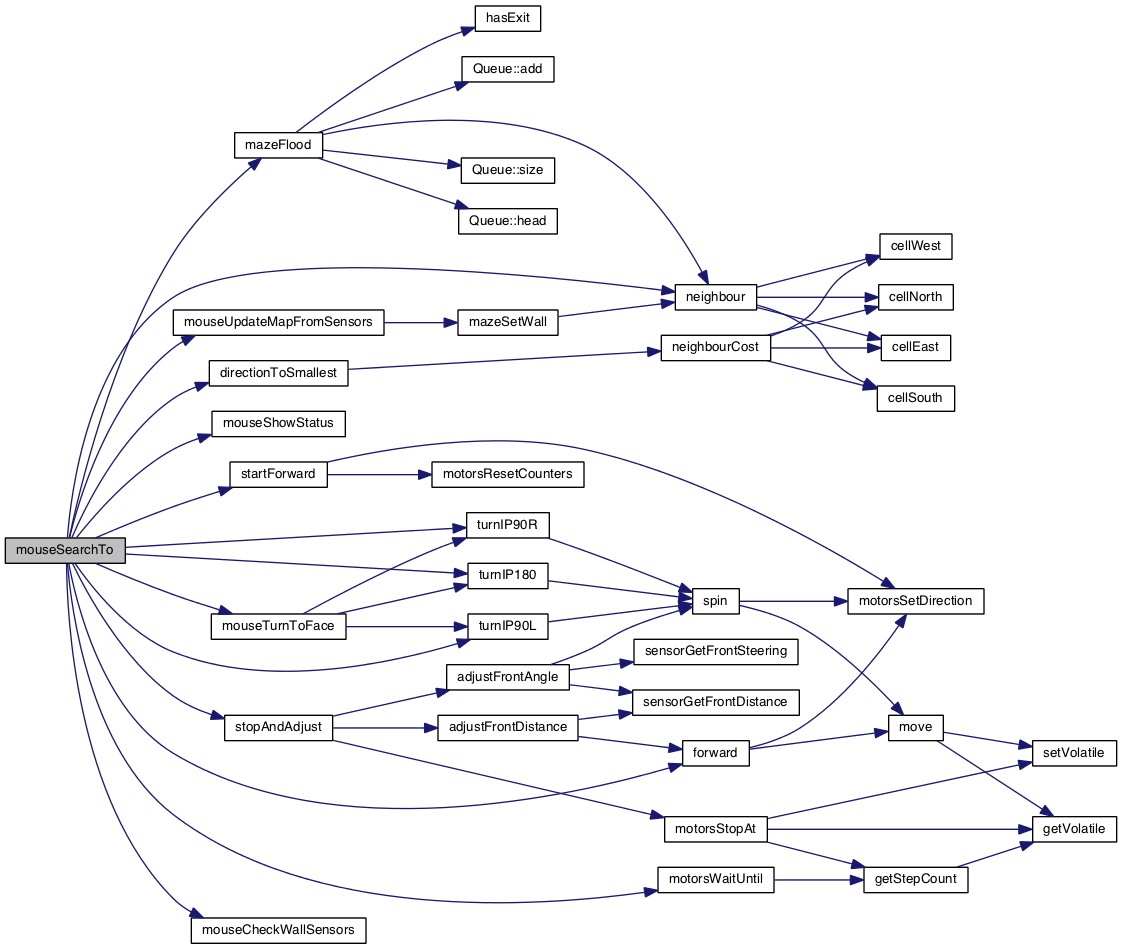 hasExit
Queue::add
mazeFlood
Queue::size
Queue::head
cellWest
neighbour
cellNorth
mouseUpdateMapFromSensors
mazeSetWall
neighbourCost
cellEast
directionToSmallest
cellSouth
mouseShowStatus
startForward
motorsResetCounters
turnIP90R
mouseSearchTo
turnIP180
spin
motorsSetDirection
mouseTurnToFace
turnIP90L
sensorGetFrontSteering
adjustFrontAngle
sensorGetFrontDistance
stopAndAdjust
adjustFrontDistance
move
forward
setVolatile
motorsStopAt
getVolatile
motorsWaitUntil
getStepCount
mouseCheckWallSensors